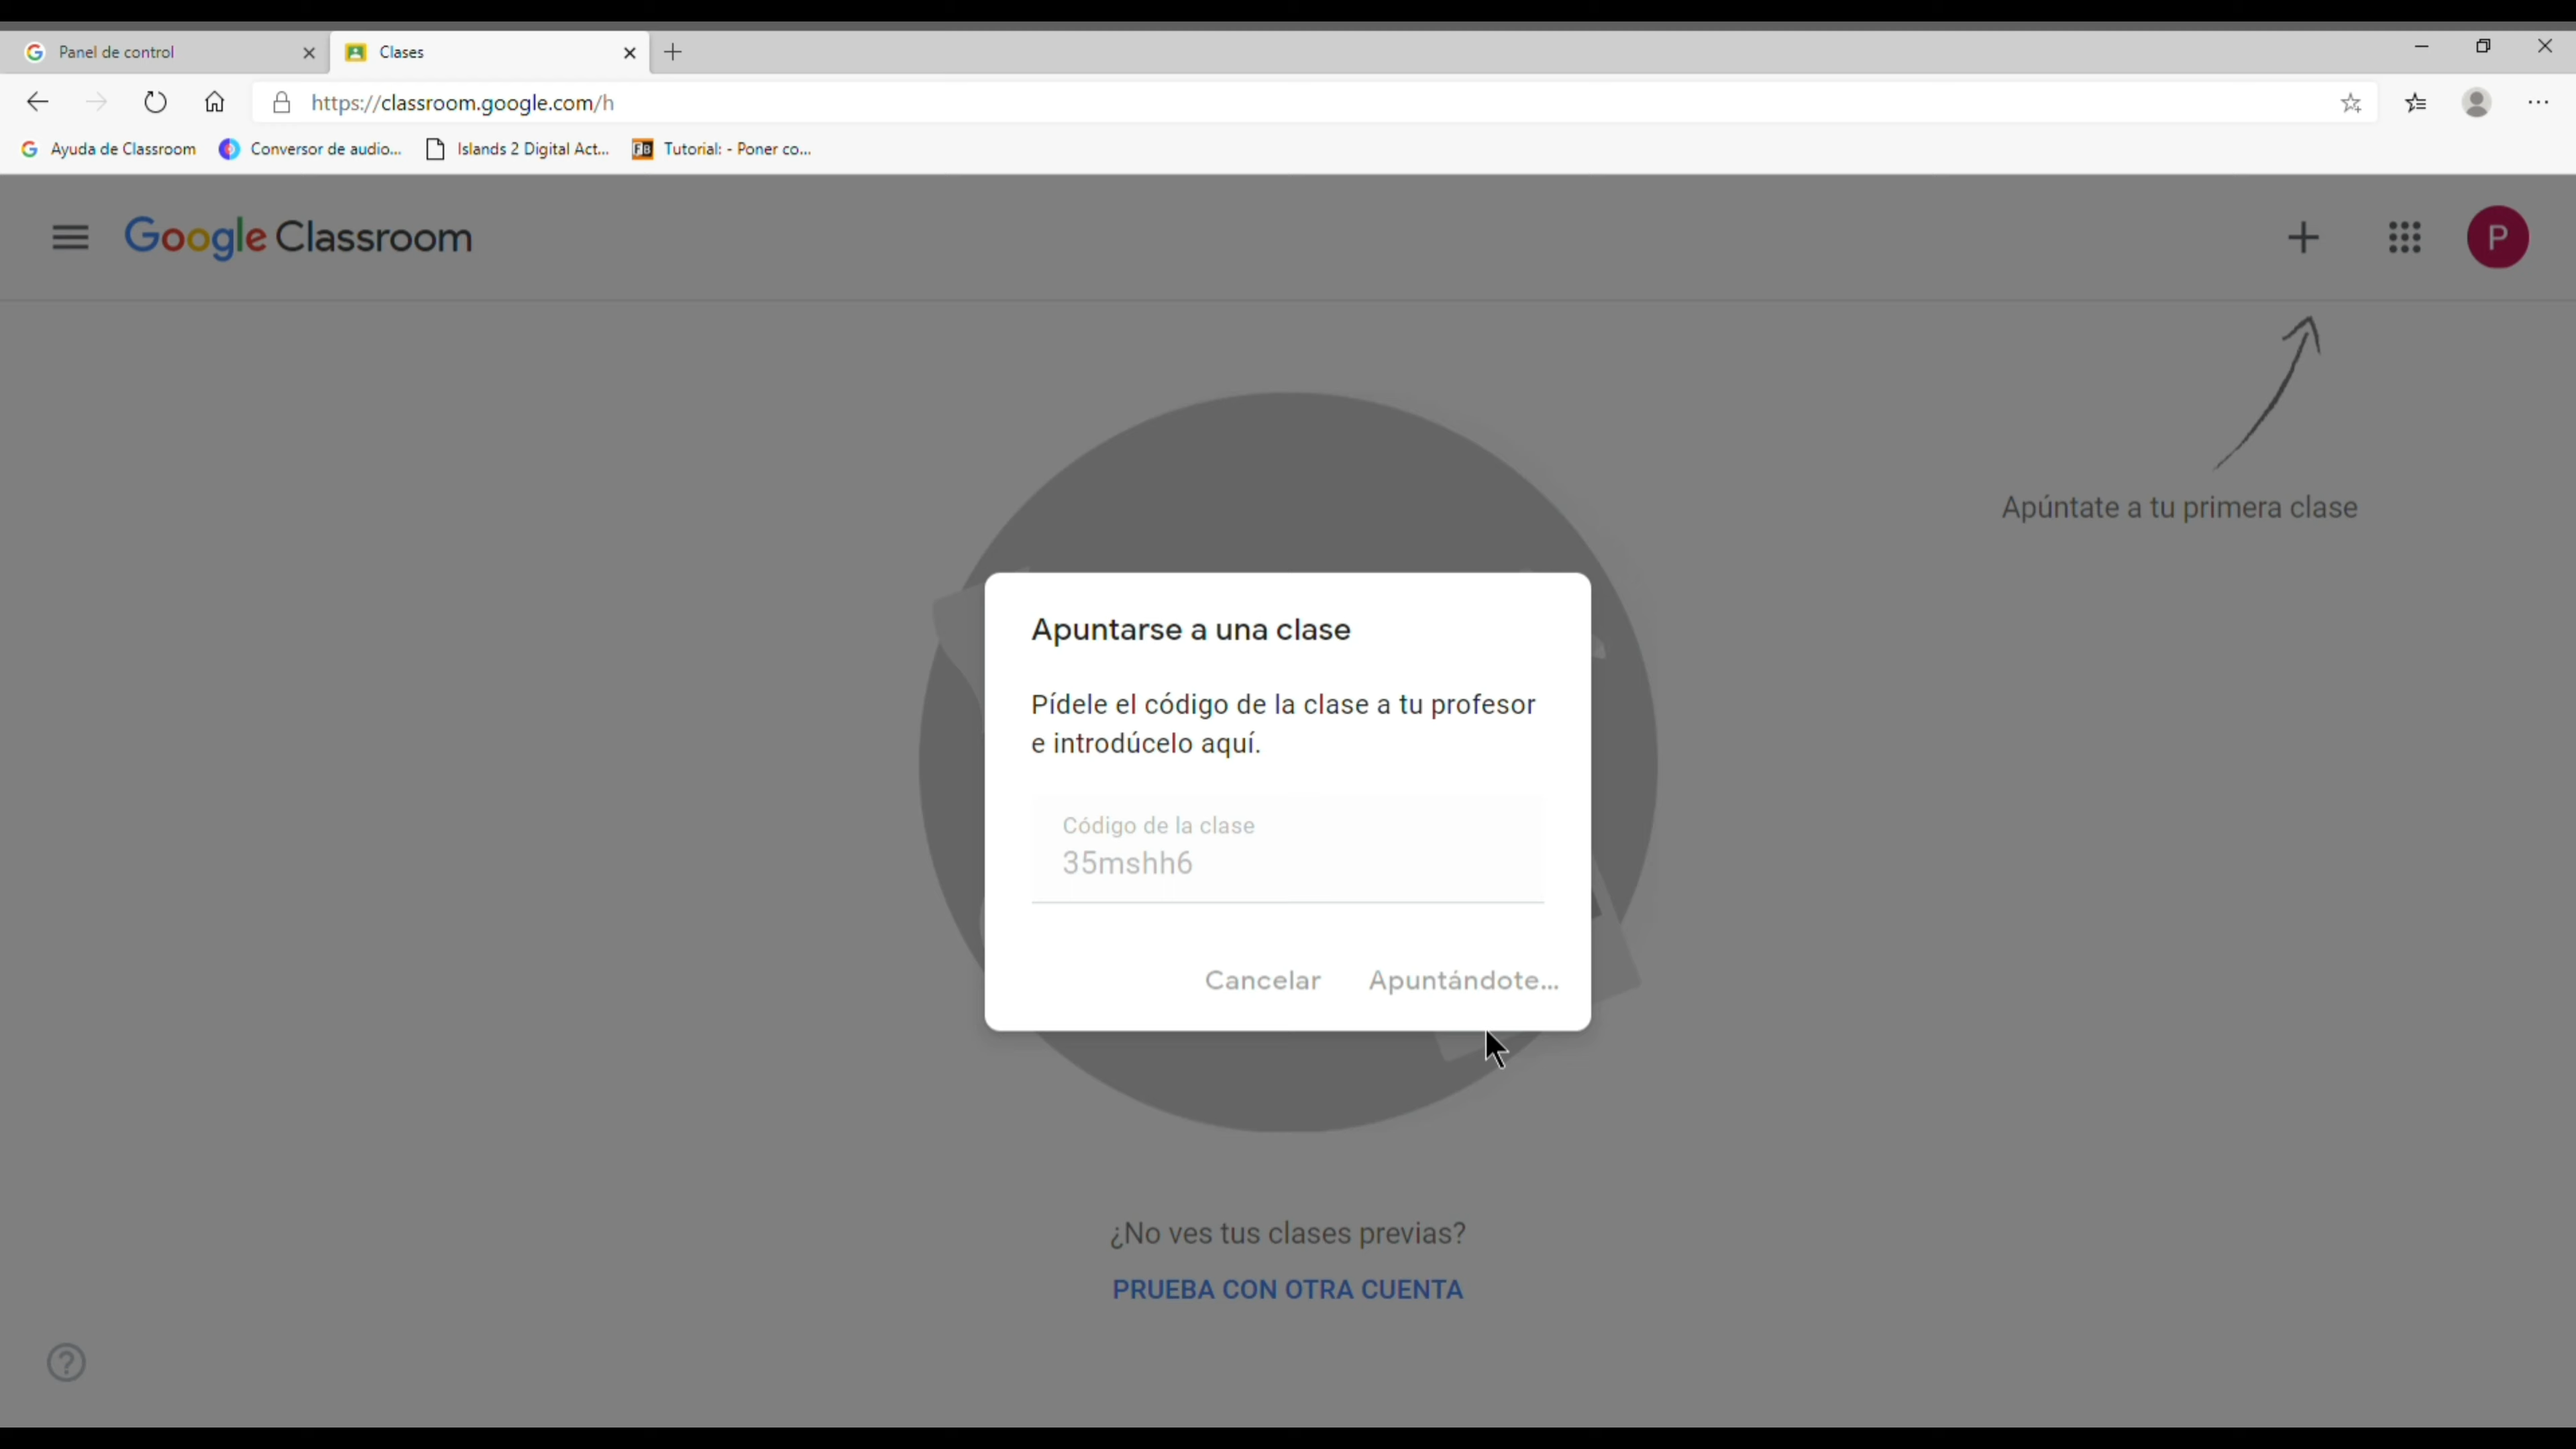 Panel de control
Clases
https://classroom.google.com/h
Ayuda de Classroom
Conversor de audio...
Islands 2 Digital Act...
FB
Tutorial: - Poner co...
Google Classroom
P
Apúntate a tu primera clase
Apuntarse a una clase
Pídele el código de la clase a tu profesor
e introdúcelo aquí.
Código de la clase
35mshh6
Cancelar
Apuntándote...
¿No ves tus clases previas?
PRUEBA CON OTRA CUENTA